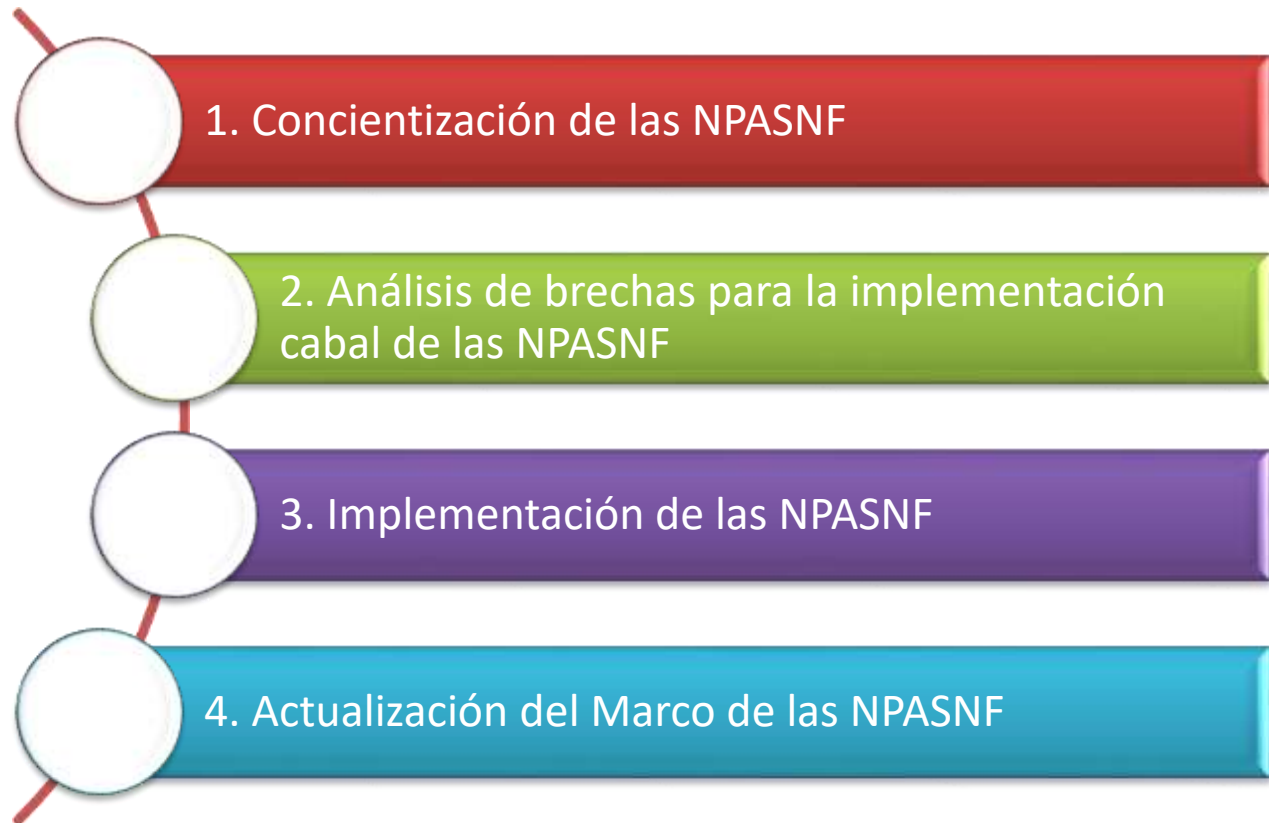 1. Concientización de las NPASNF
2. Análisis de brechas para la implementación
cabal de las NPASNF
3. Implementación de las NPASNF
4. Actualización del Marco de las NPASNF